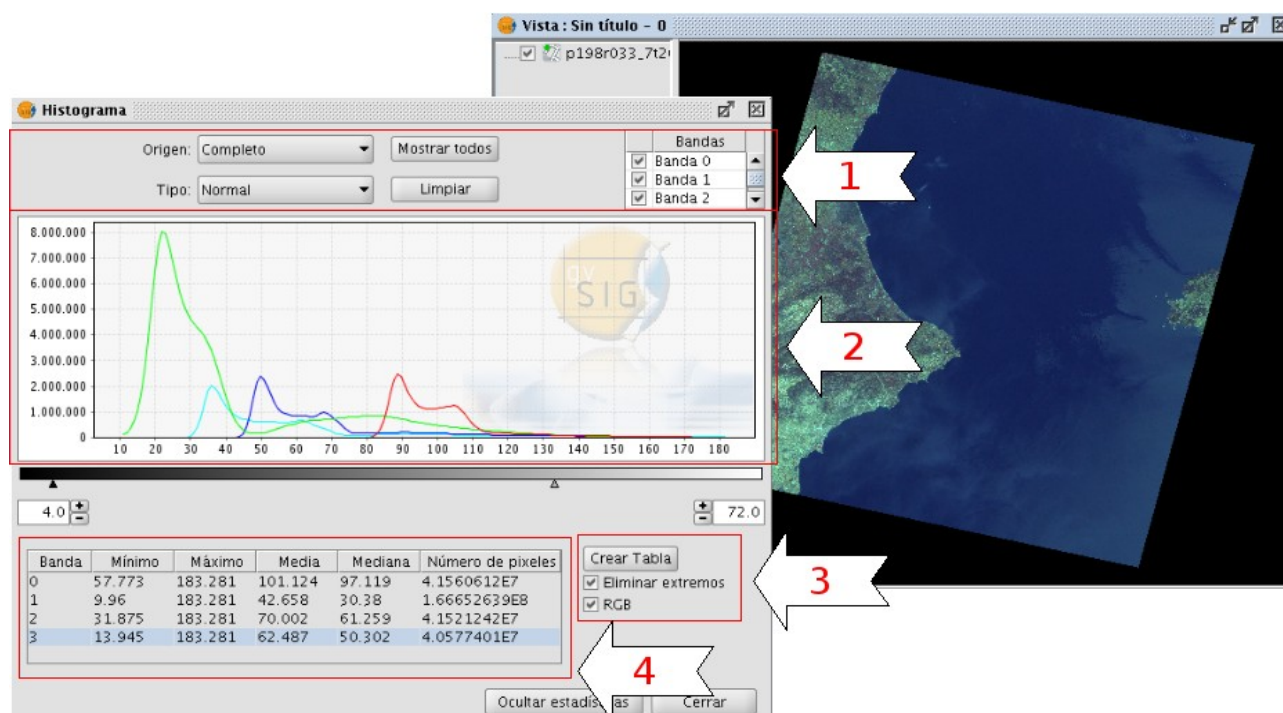 Vista : Sin título - 0
p198r033_7t2
Histograma
Origen: Completo Mostrar todos
Bandas
Banda 0
Tipo: Normal Limpiar
Banda 1
Banda 2
1
8.000.000
7.000.000
6.000.000
5.000.000
4.000.000
3.000.000
2.000.000
1.000.000
0
10 20 30 40 50 60 70 80 90 100 110 120 130 140 150 160 170 180
gv
SIG
2
4.0 72.0
Banda Mínimo Máximo Media Mediana Número de pixeles
0 57.773 183.281 101.124 97.119 4.1560612E7
1 9.96 183.281 42.658 30.38 1.66652639E8
2 31.875 183.281 70.002 61.259 4.1521242E7
3 13.945 183.281 62.487 50.302 4.0577401E7
Crear Tabla
Eliminar extremos
RGB
3
4
Ocultar estadís as Cerrar